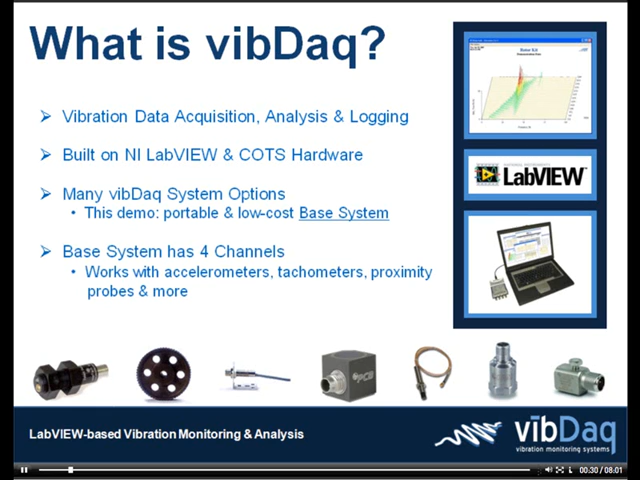 What is vibDaq?
Vibration Data Acquisition, Analysis & Logging
Built on NI LabVIEW & COTS Hardware
Many vibDaq System Options
• This demo: portable & low-cost Base System
Base System has 4 Channels
• Works with accelerometers, tachometers, proximity
probes & more
LabVIEW™
PCB
LabVIEW-based Vibration Monitoring & Analysis
vibDaq
vibration monitoring systems
00:30 / 08:01